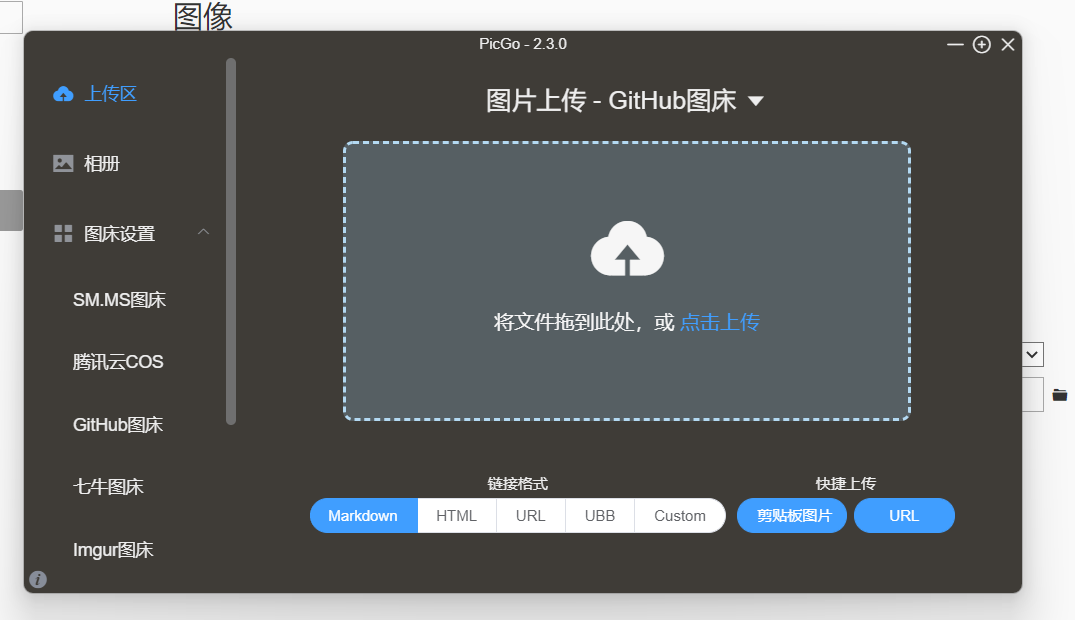 图像
PicGo - 2.3.0
上传区
相册
图床设置
SM.MS图床
腾讯云COS
GitHub图床
七牛图床
Imgur图床
图片上传 - GitHub图床
将文件拖到此处，或 点击上传
链接格式
Markdown HTML URL UBB Custom
快捷上传
剪贴板图片 URL